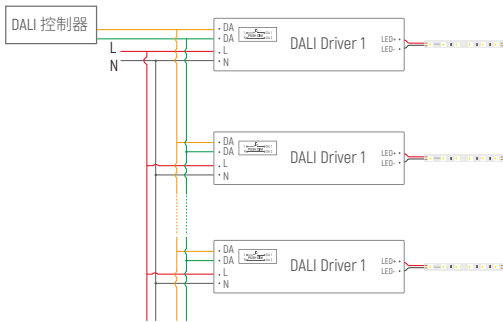 DALI 控制器
L
N
DA
DA
L
N
DALI Driver 1
LED+
LED-
DA
DA
L
N
DALI Driver 1
LED+
LED-
DA
DA
L
N
DALI Driver 1
LED+
LED-